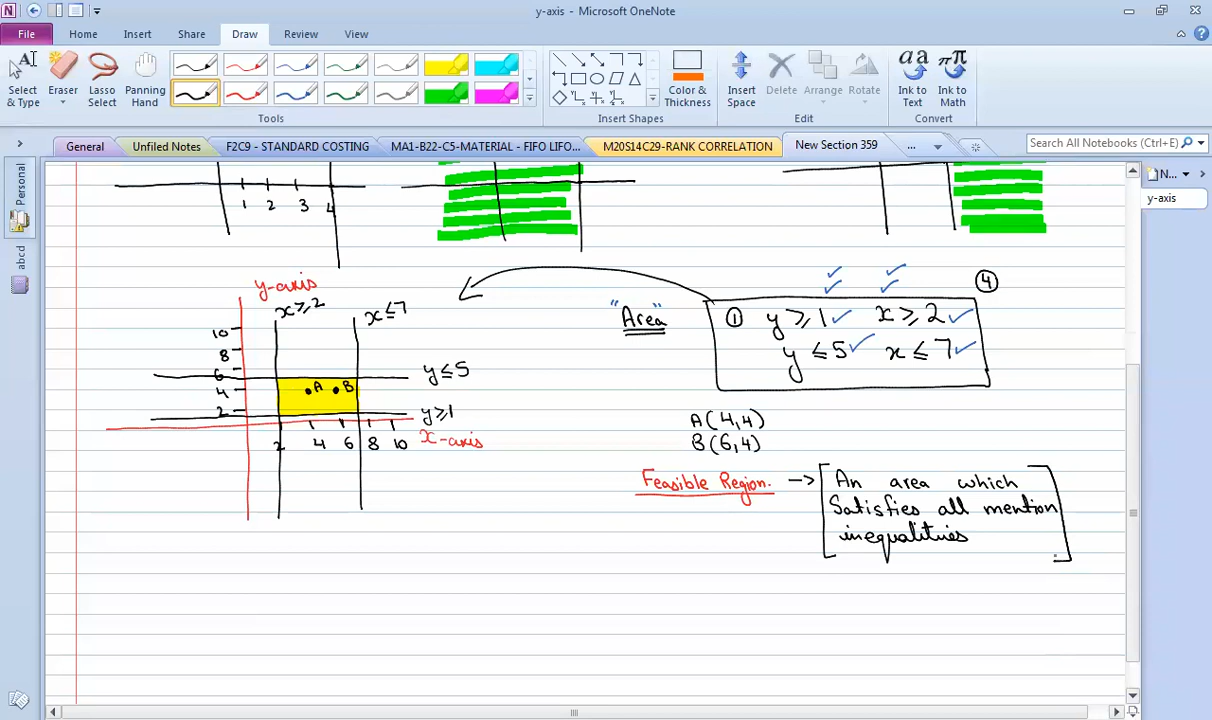 y-axis - Microsoft OneNote
File Home Insert Share Draw Review View
Select & Type
Eraser
Lasso Select
Panning Hand
Color & Thickness
Insert Space
Delete
Arrange
Rotate
Ink to Text
Ink to Math
Tools Insert Shapes Edit Convert
General Unfiled Notes F2C9 - STANDARD COSTING MA1-B22-C5-MATERIAL - FIFO LIFO... M20S14C29-RANK CORRELATION New Section 359 ... Search All Notebooks (Ctrl+E)
Personal
abcd
N...
y-axis
1 2 3 4
y-axis
x≥2 x≤7
10
8
6
4
2
y≤5
A B
y≥1
2 4 6 8 10 x-axis
4
"Area"
1 y≥1 x≥2
y≤5 x≤7
A(4,4)
B(6,4)
Feasible Region. → An area which
Satisfies all mention
inequalities